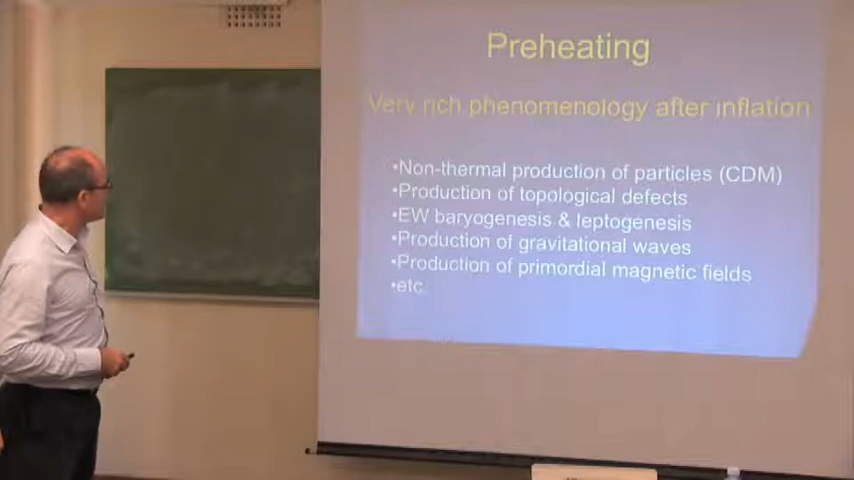 Preheating
Very rich phenomenology after inflation
•Non-thermal production of particles (CDM)
•Production of topological defects
•EW baryogenesis & leptogenesis
•Production of gravitational waves
•Production of primordial magnetic fields
•etc